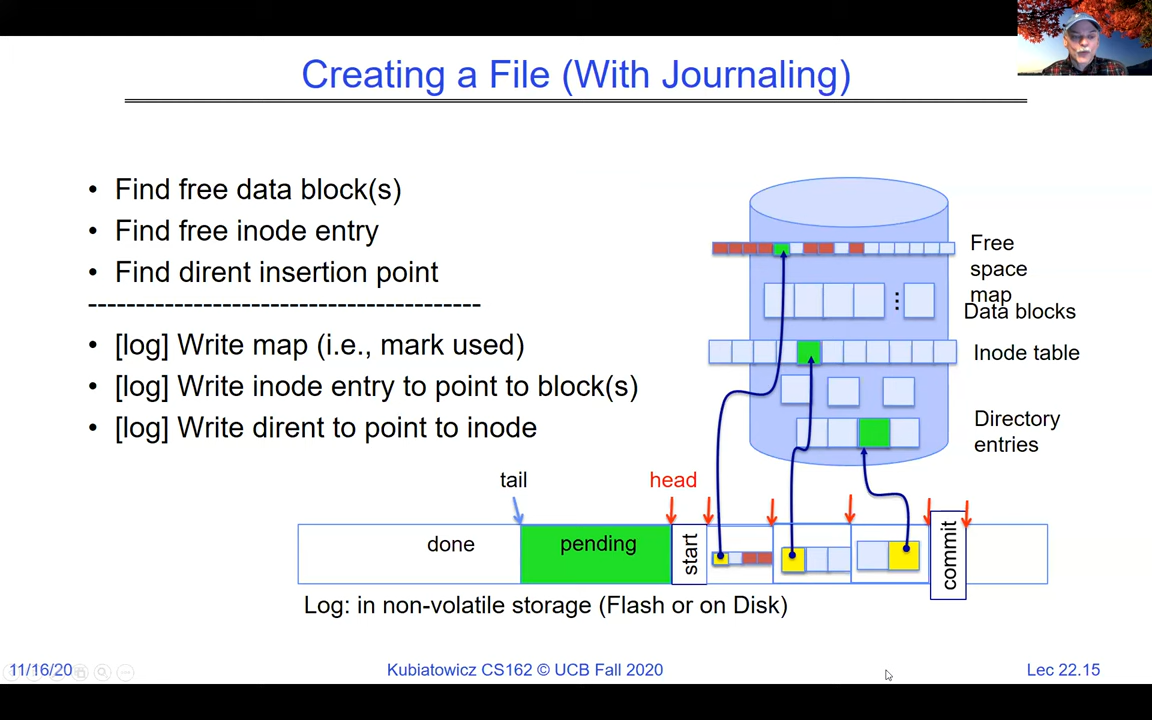 Creating a File (With Journaling)
• Find free data block(s)
• Find free inode entry
• Find dirent insertion point
-----------------------------------------
• [log] Write map (i.e., mark used)
• [log] Write inode entry to point to block(s)
• [log] Write dirent to point to inode
Free
space
map
Data blocks
Inode table
Directory
entries
tail
head
done
pending
start
commit
Log: in non-volatile storage (Flash or on Disk)
11/16/20
Kubiatowicz CS162 © UCB Fall 2020
Lec 22.15